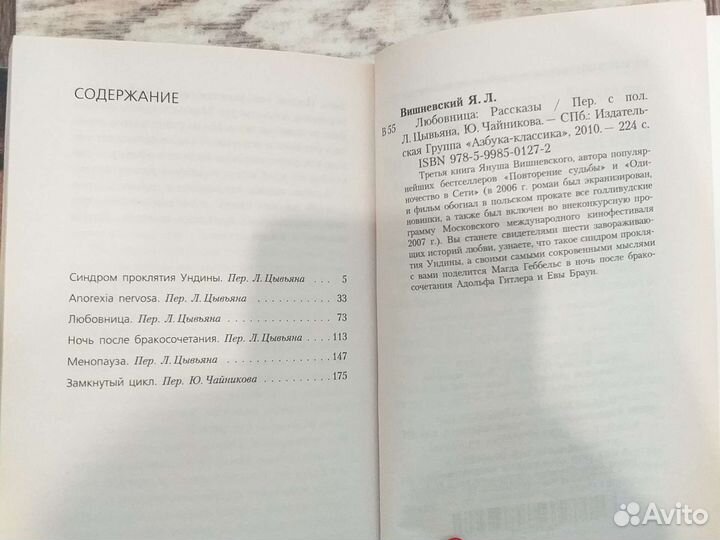 СОДЕРЖАНИЕ
Синдром проклятия Ундины. Пер. Л. Цывьяна . . . 5
Anorexia nervosa. Пер. Л. Цывьяна . . . . . . . . . . . . 33
Любовница. Пер. Л. Цывьяна . . . . . . . . . . . . . . . . 73
Ночь после бракосочетания. Пер. Л. Цывьяна . . . 113
Менопауза. Пер. Л. Цывьяна . . . . . . . . . . . . . . . . 147
Замкнутый цикл. Пер. Ю. Чайникова . . . . . . . . . . 175
Вишневский Я. Л.
В 55 Любовница: Рассказы / Пер. с пол.
Л. Цывьяна, Ю. Чайникова. — СПб.: Издатель-
ская Группа «Азбука-классика», 2010. — 224 с.
ISBN 978-5-9985-0127-2
Третья книга Януша Вишневского, автора популяр-
нейших бестселлеров «Повторение судьбы» и «Оди-
ночество в Сети» (в 2006 г. роман был экранизирован,
и фильм обогнал в польском прокате все голливудские
новинки, а также был включен во внеконкурсную про-
грамму Московского международного кинофестиваля
2007 г.). Вы станете свидетелями шести завораживаю-
щих историй любви, узнаете, что такое синдром прокля-
тия Ундины, а своими самыми сокровенными мыслями
с вами поделится Магда Геббельс в ночь после брако-
сочетания Адольфа Гитлера и Евы Браун.
Avito